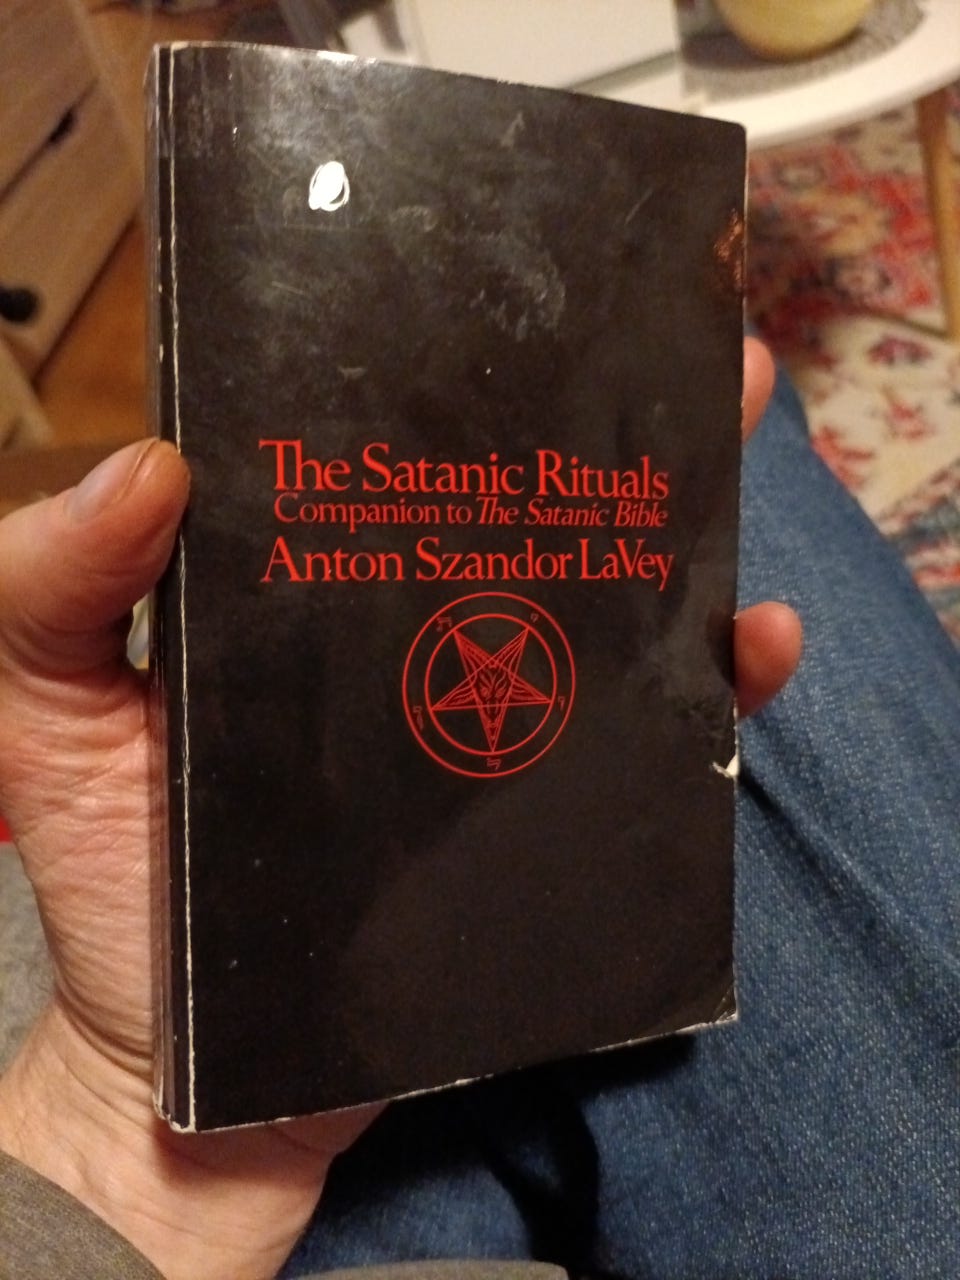 The Satanic Rituals
Companion to The Satanic Bible
Anton Szandor LaVey